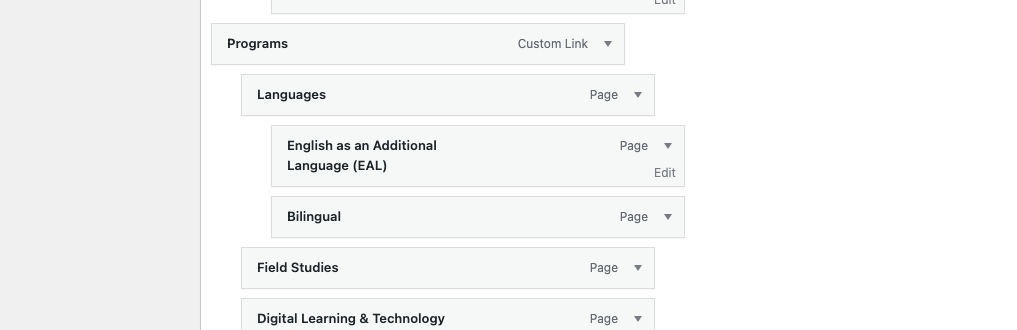 Edit
Programs Custom Link
Languages Page
English as an Additional Page
Language (EAL)
Edit
Bilingual Page
Field Studies Page
Digital Learning & Technology Page